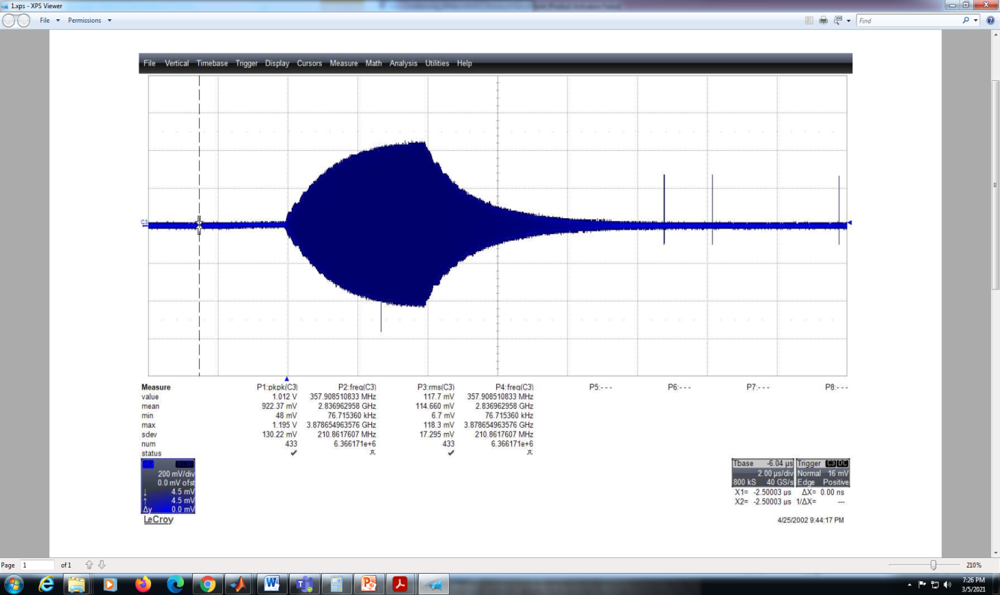 1.xps - XPS Viewer
File Permissions Find
File Vertical Timebase Trigger Display Cursors Measure Math Analysis Utilities Help
C3
Measure P1:pkpk(C3) P2:freq(C3) P3:rms(C3) P4:freq(C3) P5:- - - P6:- - - P7:- - - P8:- - -
value 1.012 V 357.908510833 MHz 117.7 mV 357.908510833 MHz
mean 922.37 mV 2.836962958 GHz 114.660 mV 2.836962958 GHz
min 48 mV 76.715360 kHz 6.7 mV 76.715360 kHz
max 1.195 V 3.878654963576 GHz 118.3 mV 3.878654963576 GHz
sdev 130.22 mV 210.8617607 MHz 17.295 mV 210.8617607 MHz
num 433 6.366171e+6 433 6.366171e+6
status
200 mV/div
0.0 mV ofst
↓ 4.5 mV
↑ 4.5 mV
Δy 0.0 mV
LeCroy
Tbase -6.04 µs Trigger C3 DC
2.00 µs/div Normal 16 mV
800 kS 40 GS/s Edge Positive
X1= -2.50003 µs ΔX= 0.00 ns
X2= -2.50003 µs 1/ΔX= ---
4/25/2002 9:44:17 PM
Page 1 of 1 210%
7:26 PM
3/5/2021